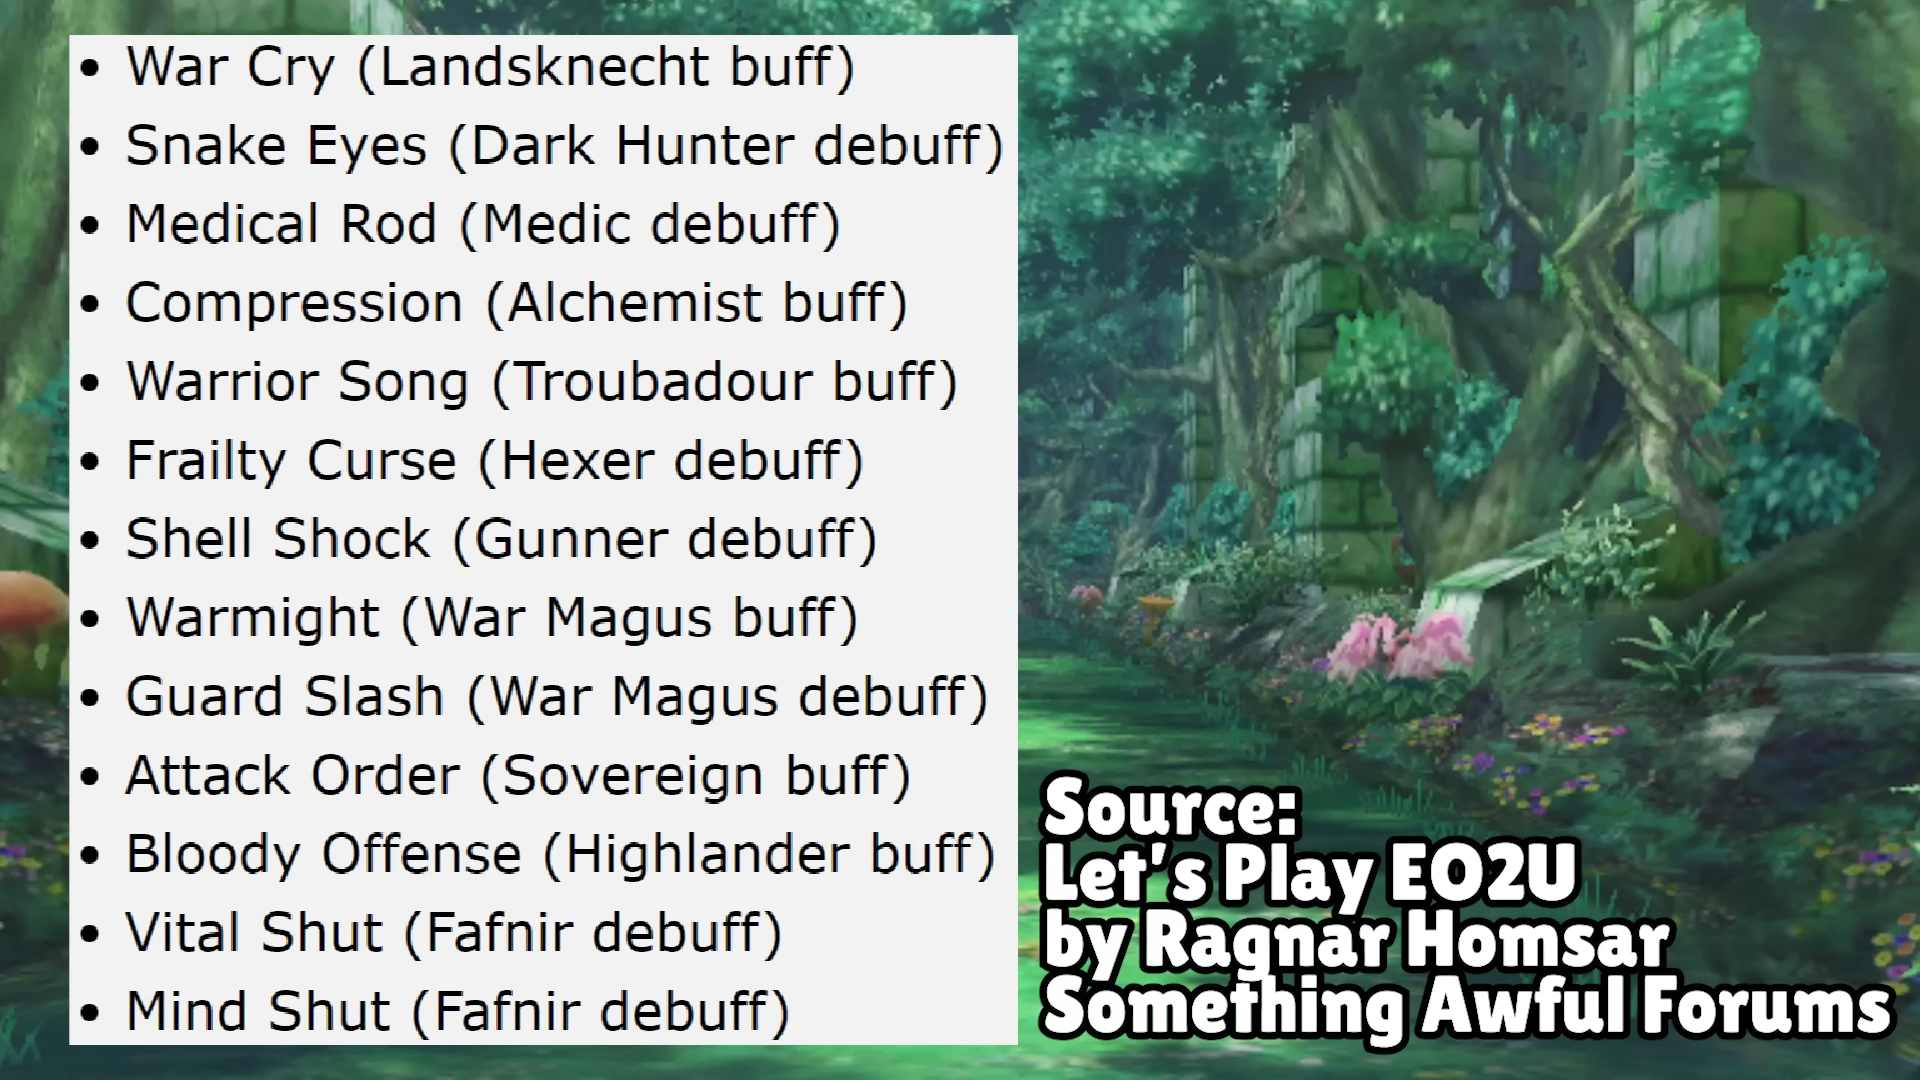 • War Cry (Landsknecht buff)
• Snake Eyes (Dark Hunter debuff)
• Medical Rod (Medic debuff)
• Compression (Alchemist buff)
• Warrior Song (Troubadour buff)
• Frailty Curse (Hexer debuff)
• Shell Shock (Gunner debuff)
• Warmight (War Magus buff)
• Guard Slash (War Magus debuff)
• Attack Order (Sovereign buff)
• Bloody Offense (Highlander buff)
• Vital Shut (Fafnir debuff)
• Mind Shut (Fafnir debuff)
Source:
Let's Play EO2U
by Ragnar Homsar
Something Awful Forums